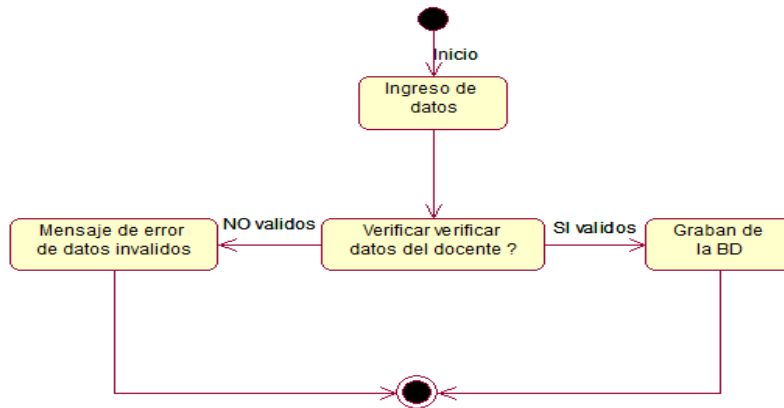 Inicio
Ingreso de
datos
NO validos
SI validos
Mensaje de error
de datos invalidos
Verificar verificar
datos del docente ?
Graban de
la BD